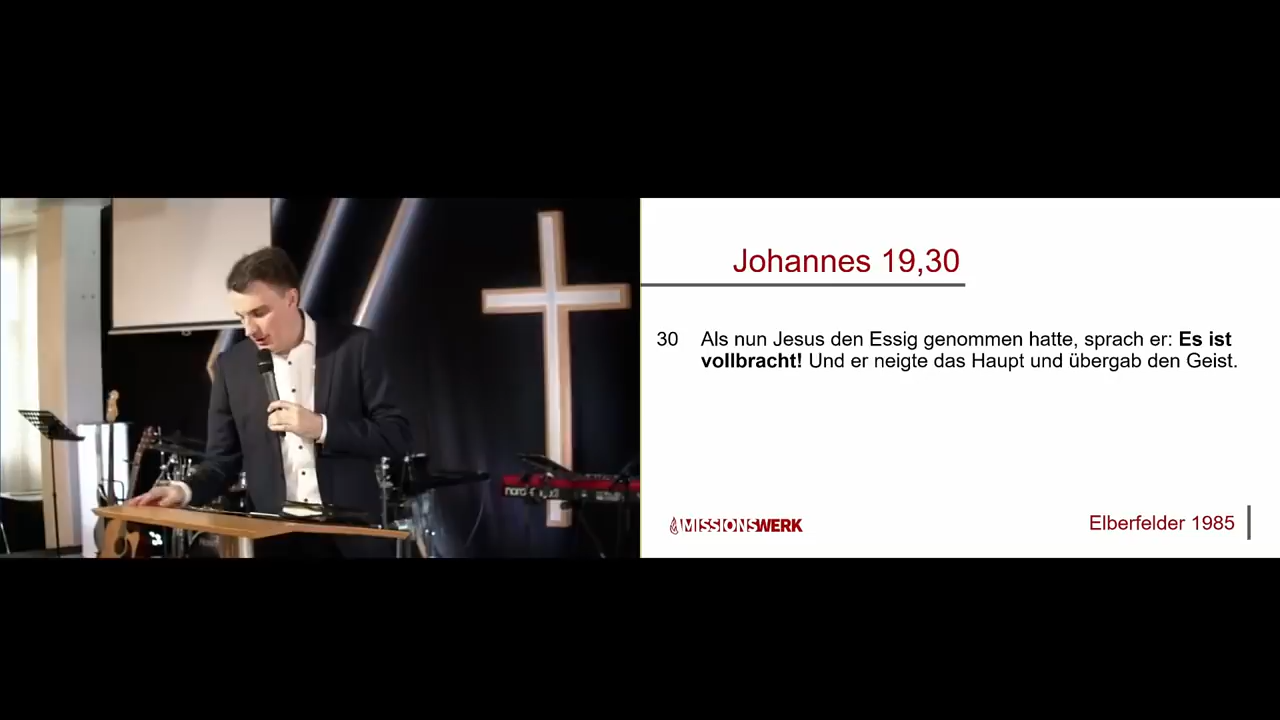 Johannes 19,30
30 Als nun Jesus den Essig genommen hatte, sprach er: Es ist
vollbracht! Und er neigte das Haupt und übergab den Geist.
MISSIONSWERK
Elberfelder 1985
nord